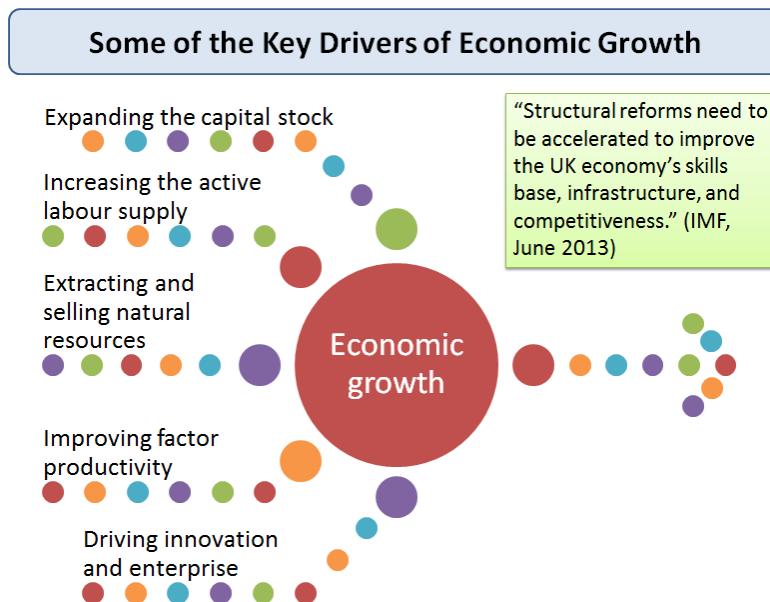 Some of the Key Drivers of Economic Growth
Expanding the capital stock
“Structural reforms need to
be accelerated to improve
the UK economy’s skills
base, infrastructure, and
competitiveness.” (IMF,
June 2013)
Increasing the active
labour supply
Extracting and
selling natural
resources
Economic
growth
Improving factor
productivity
Driving innovation
and enterprise